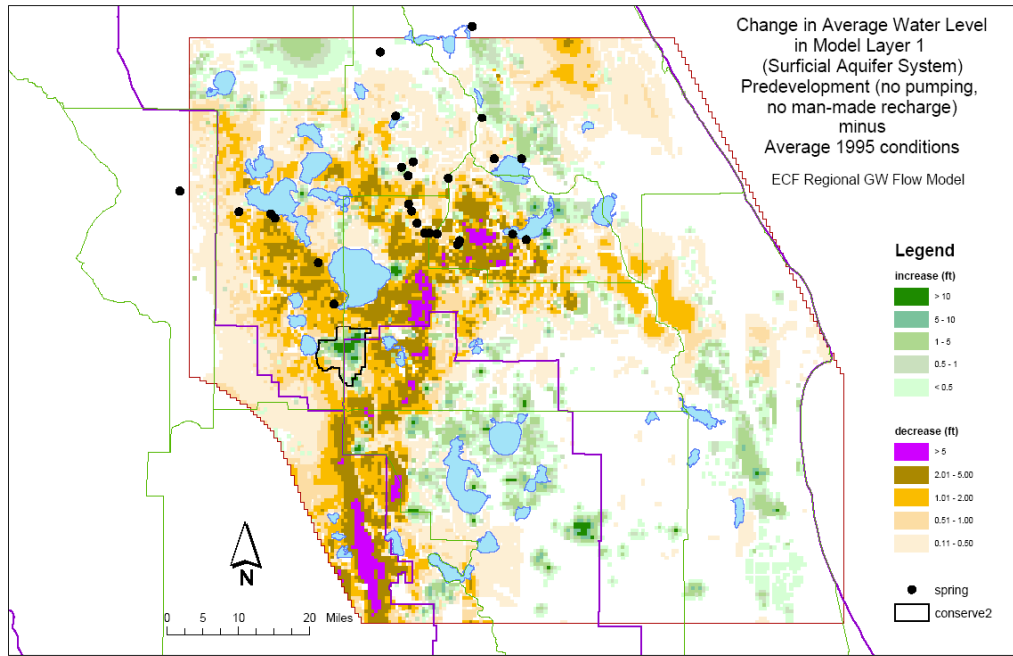 Change in Average Water Level
in Model Layer 1
(Surficial Aquifer System)
Predevelopment (no pumping,
no man-made recharge)
minus
Average 1995 conditions
ECF Regional GW Flow Model
Legend
increase (ft)
> 10
5 - 10
1 - 5
0.5 - 1
< 0.5
decrease (ft)
> 5
2.01 - 5.00
1.01 - 2.00
0.51 - 1.00
0.11 - 0.50
spring
conserve2
N
0 5 10 20 Miles